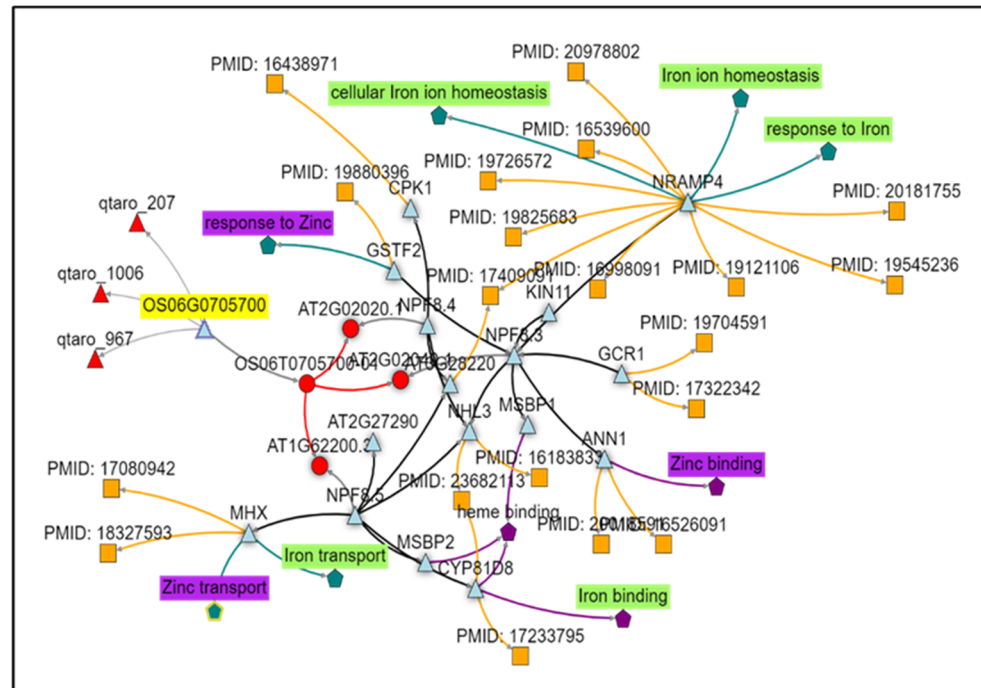 PMID: 20978802
PMID: 16438971
Iron ion homeostasis
cellular Iron ion homeostasis
PMID: 16539600
response to Iron
PMID: 19726572
PMID: 19880396
NRAMP4
CPK1
PMID: 20181755
qtaro_207
PMID: 19825683
response to Zinc
GSTF2
PMID: 17409091
PMID: 16998091
PMID: 19121106
PMID: 19545236
qtaro_1006
OS06G0705700
AT2G02020.1
NPF8.4
KIN11
PMID: 19704591
qtaro_967
NPF8.3
OS06T0705700-01
GCR1
PMID: 17322342
AT2G27290
NHL3
MSBP1
AT1G62200.2
ANN1
PMID: 17080942
PMID: 16183833
Zinc binding
PMID: 23682113
NPF8.5
heme binding
MHX
PMID: 18327593
16526091
Iron transport
MSBP2
CYP81D8
Zinc transport
Iron binding
PMID: 17233795